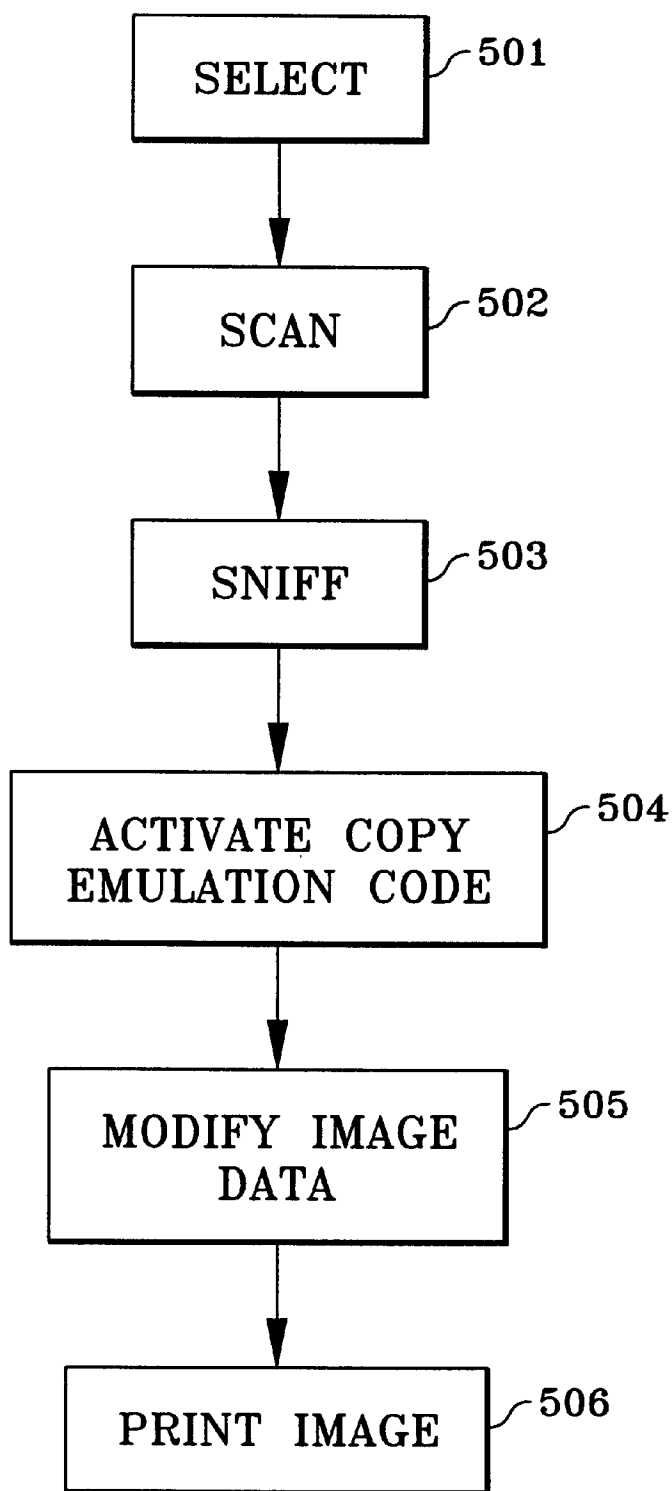 SELECT
501
SCAN
502
SNIFF
503
ACTIVATE COPY
EMULATION CODE
504
MODIFY IMAGE
DATA
505
PRINT IMAGE
506